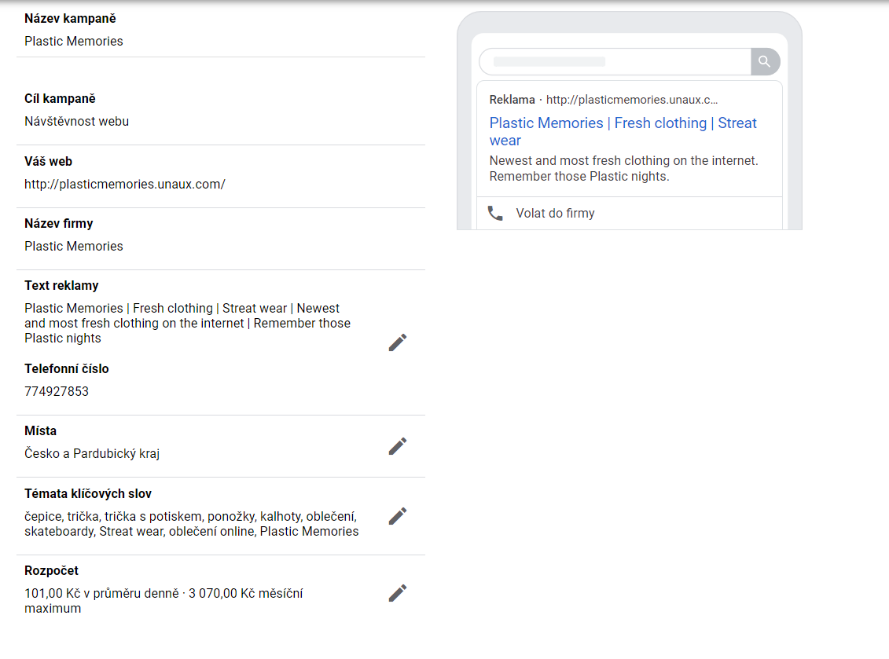 Název kampaně
Plastic Memories
Cíl kampaně
Návštěvnost webu
Váš web
http://plasticmemories.unaux.com/
Název firmy
Plastic Memories
Text reklamy
Plastic Memories | Fresh clothing | Streat wear | Newest
and most fresh clothing on the internet | Remember those
Plastic nights
Telefonní číslo
774927853
Místa
Česko a Pardubický kraj
Témata klíčových slov
čepice, trička, trička s potiskem, ponožky, kalhoty, oblečení,
skateboardy, Streat wear, oblečení online, Plastic Memories
Rozpočet
101,00 Kč v průměru denně · 3 070,00 Kč měsíční
maximum
Reklama · http://plasticmemories.unaux.c...
Plastic Memories | Fresh clothing | Streat
wear
Newest and most fresh clothing on the internet.
Remember those Plastic nights.
Volat do firmy